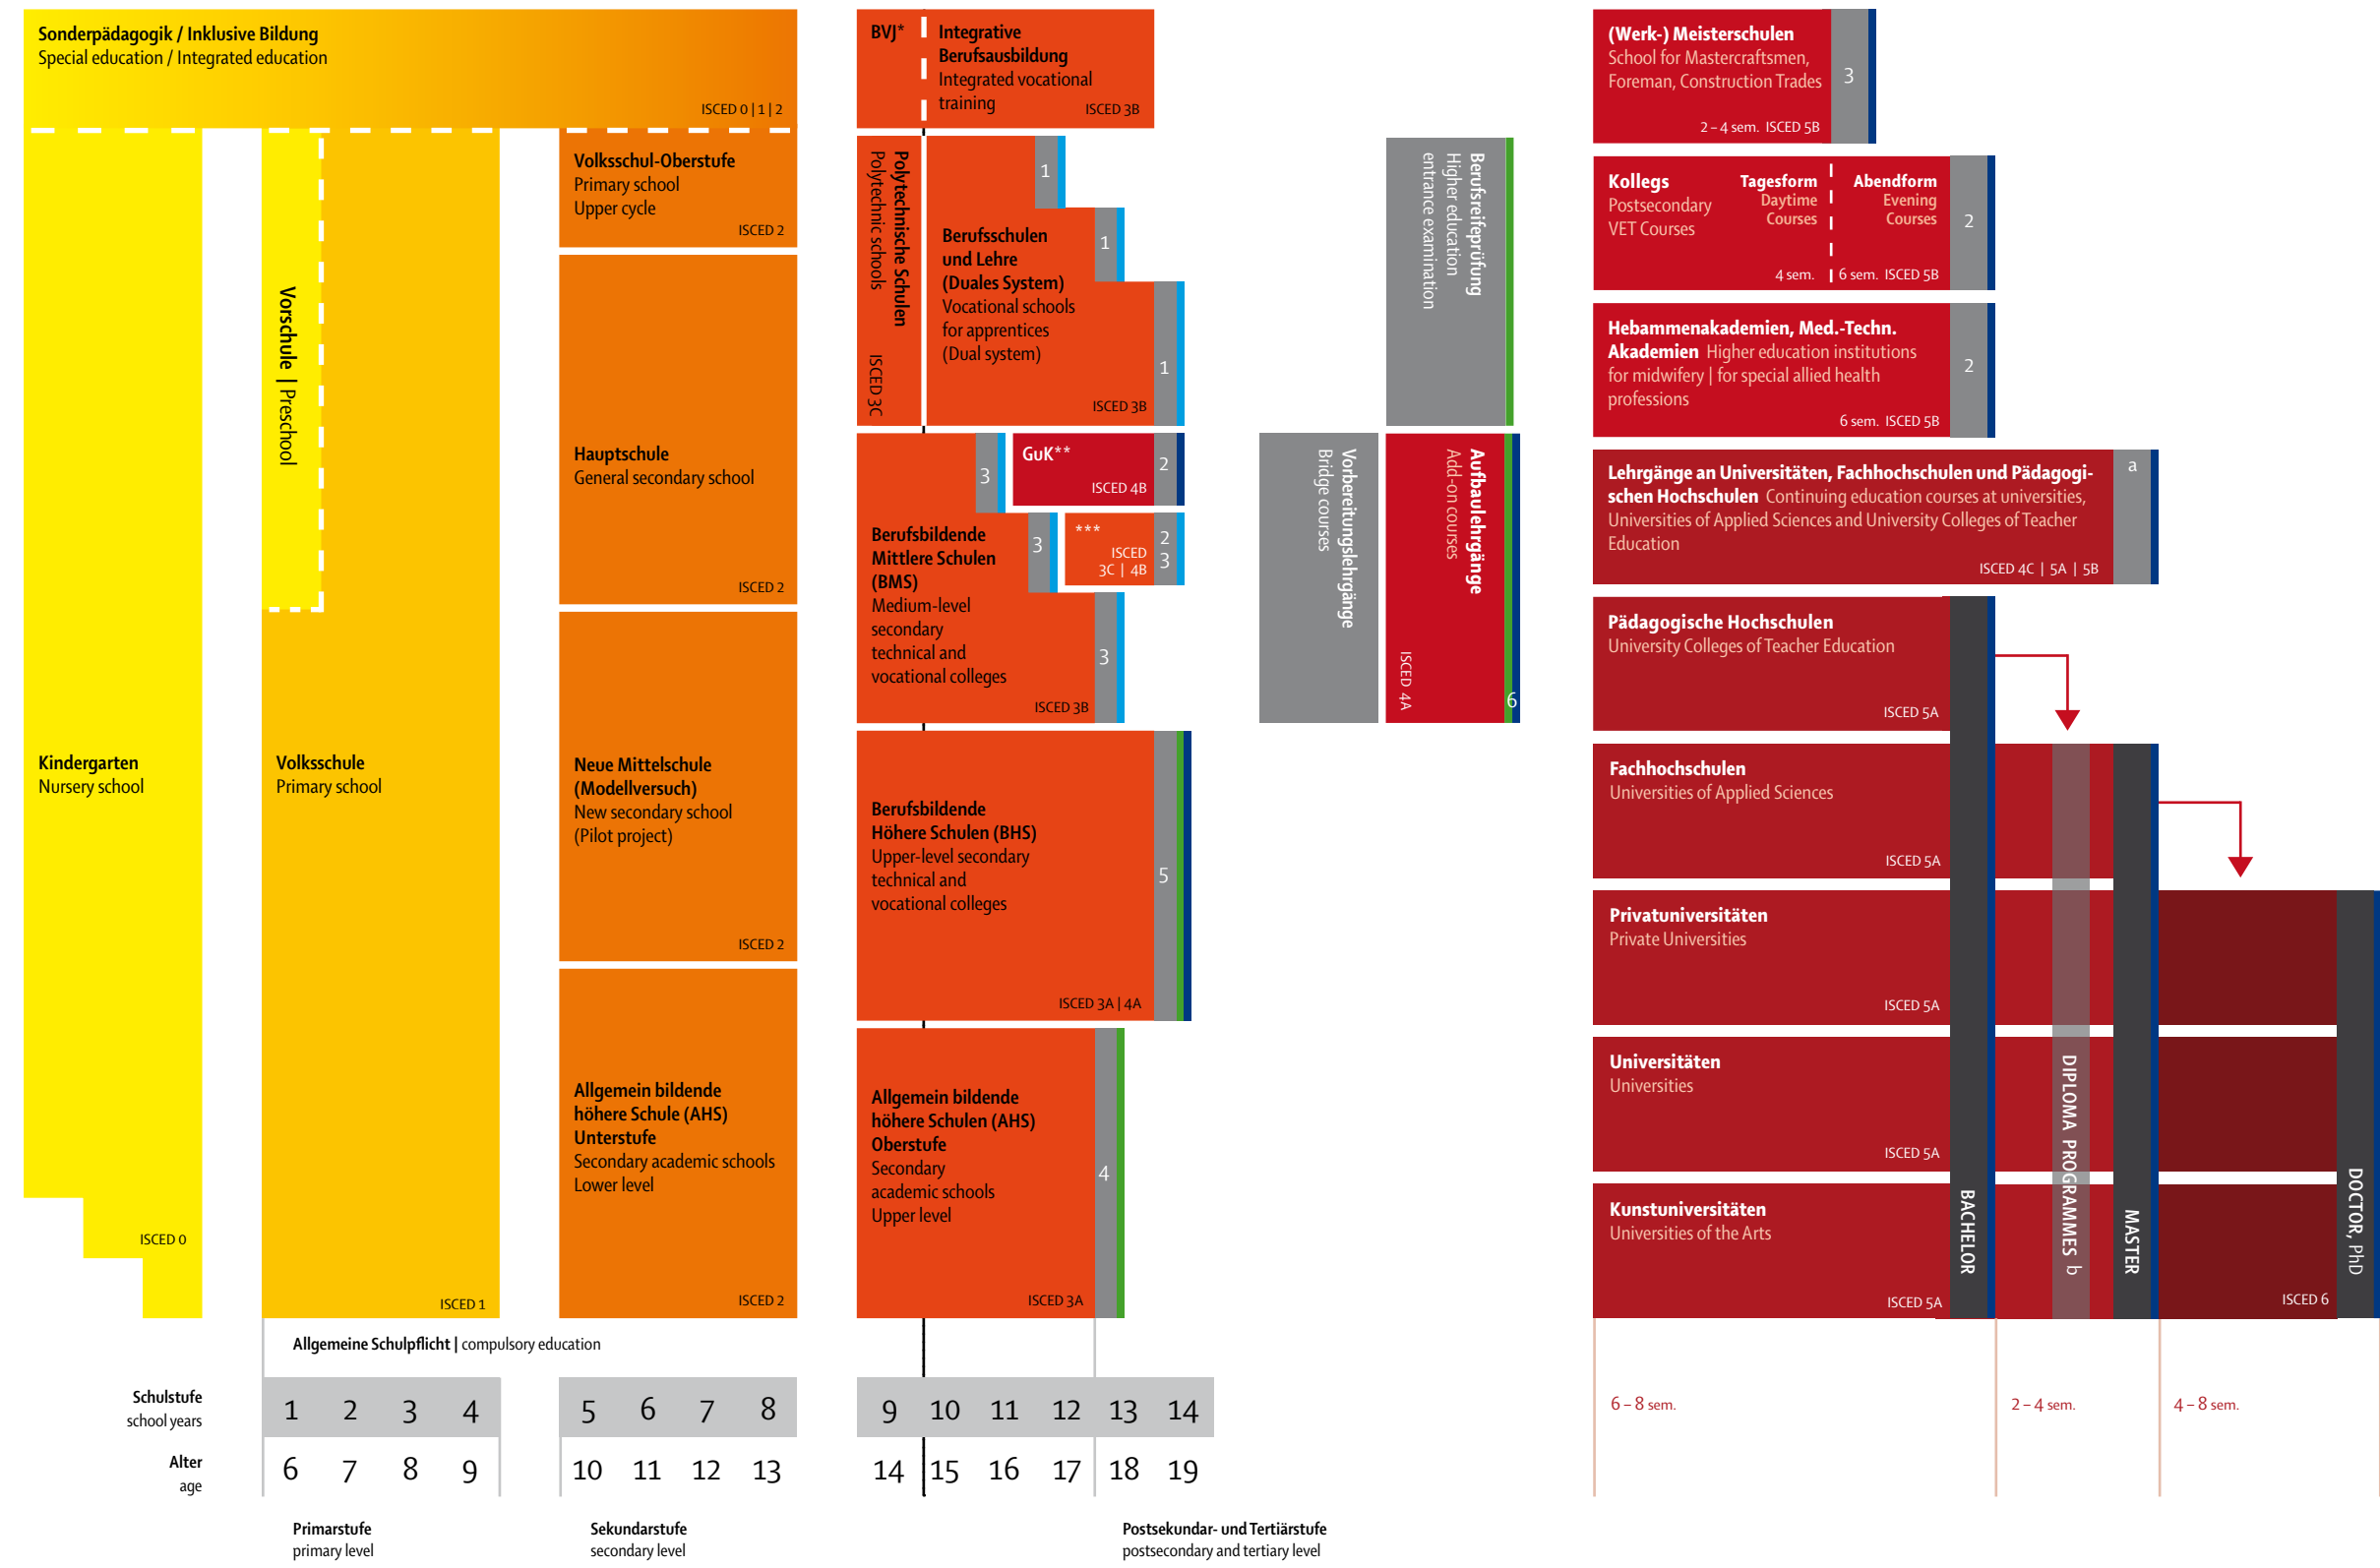 Sonderpädagogik / Inklusive Bildung
Special education / Integrated education
ISCED 0 | 1 | 2
Kindergarten
Nursery school
ISCED 0
Vorschule | Preschool
Volksschule
Primary school
ISCED 1
Volksschul-Oberstufe
Primary school
Upper cycle
ISCED 2
Hauptschule
General secondary school
ISCED 2
Neue Mittelschule
(Modellversuch)
New secondary school
(Pilot project)
ISCED 2
Allgemein bildende
höhere Schule (AHS)
Unterstufe
Secondary academic schools
Lower level
ISCED 2
BVJ*
Integrative
Berufsausbildung
Integrated vocational
training
ISCED 3B
Polytechnische Schulen
Polytechnic schools
ISCED 3C
1
1
Berufsschulen
und Lehre
(Duales System)
Vocational schools
for apprentices
(Dual system)
1
ISCED 3B
3
GuK**
ISCED 4B
2
3
***
ISCED
3C | 4B
2
3
Berufsbildende
Mittlere Schulen
(BMS)
Medium-level
secondary
technical and
vocational colleges
3
ISCED 3B
Berufsbildende
Höhere Schulen (BHS)
Upper-level secondary
technical and
vocational colleges
5
ISCED 3A | 4A
Allgemein bildende
höhere Schulen (AHS)
Oberstufe
Secondary
academic schools
Upper level
4
ISCED 3A
Berufsreifeprüfung
Higher education
entrance examination
Vorbereitungslehrgänge
Bridge courses
Aufbaulehrgänge
Add-on courses
ISCED 4A
6
(Werk-) Meisterschulen
School for Mastercraftsmen,
Foreman, Construction Trades
2 – 4 sem. ISCED 5B
3
Kollegs
Postsecondary
VET Courses
Tagesform
Daytime
Courses
4 sem.
Abendform
Evening
Courses
6 sem. ISCED 5B
2
Hebammenakademien, Med.-Techn.
Akademien Higher education institutions
for midwifery | for special allied health
professions
6 sem. ISCED 5B
2
Lehrgänge an Universitäten, Fachhochschulen und Pädagogi-
schen Hochschulen Continuing education courses at universities,
Universities of Applied Sciences and University Colleges of Teacher
Education
ISCED 4C | 5A | 5B
a
Pädagogische Hochschulen
University Colleges of Teacher Education
ISCED 5A
Fachhochschulen
Universities of Applied Sciences
ISCED 5A
Privatuniversitäten
Private Universities
ISCED 5A
Universitäten
Universities
ISCED 5A
Kunstuniversitäten
Universities of the Arts
ISCED 5A
BACHELOR
DIPLOMA PROGRAMMES b
MASTER
ISCED 6
DOCTOR, PhD
Allgemeine Schulpflicht | compulsory education
Schulstufe
school years
1 2 3 4 5 6 7 8 9 10 11 12 13 14
Alter
age
6 7 8 9 10 11 12 13 14 15 16 17 18 19
6 – 8 sem.
2 – 4 sem.
4 – 8 sem.
Primarstufe
primary level
Sekundarstufe
secondary level
Postsekundar- und Tertiärstufe
postsecondary and tertiary level